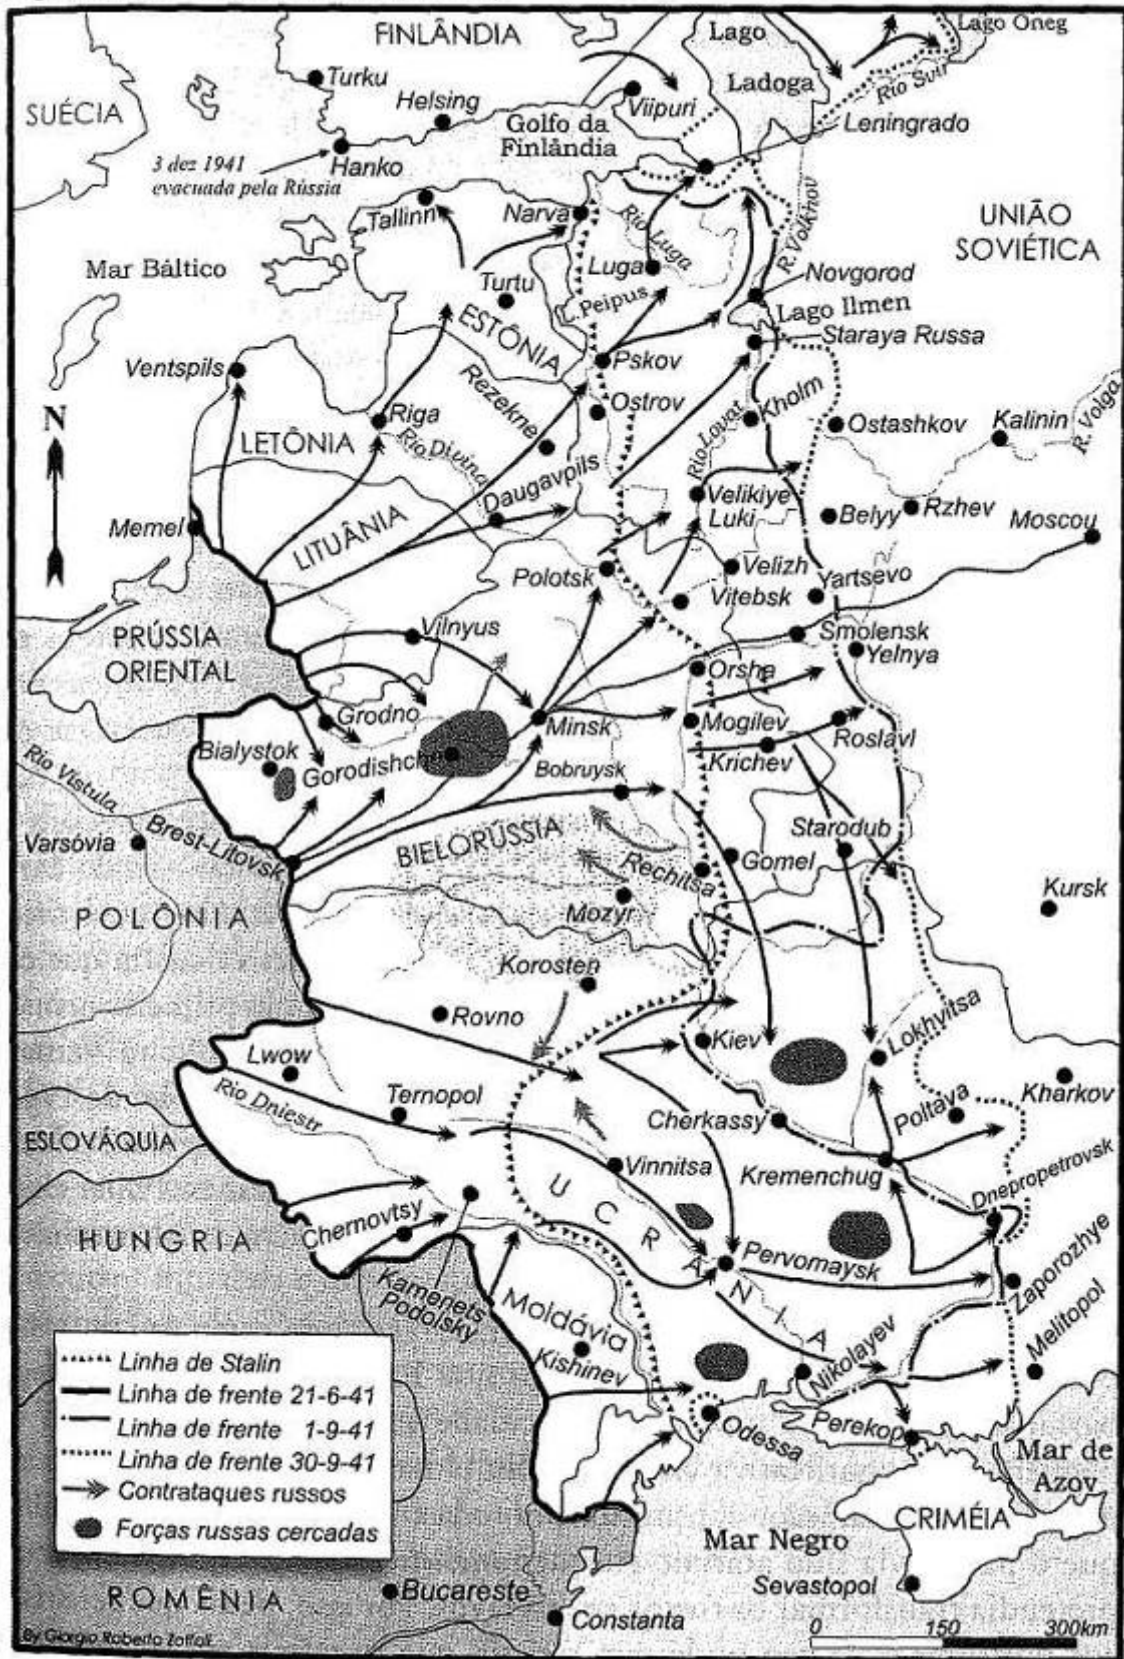 FINLÂNDIA
Lago
Ladoga
Lago Oneg
Rio Svir
Turku
SUÉCIA
Helsing
Viipuri
Golfo da
Finlândia
Leningrado
3 dez 1941
evacuada pela Rússia
Hanko
Tallinn
Narva
Rio Luga
R. Volkhov
UNIÃO
SOVIÉTICA
Mar Báltico
Luga
Turtu
L. Peipus
Novgorod
Lago Ilmen
ESTÔNIA
Staraya Russa
Ventspils
Pskov
N
Rezekne
Ostrov
Kholm
Riga
Rio Lovat
Ostashkov
Kalinin
R. Volga
LETÔNIA
Rio Divina
Daugavpils
Velikiye
Luki
Belyy
Rzhev
Moscou
Memel
LITUÂNIA
Polotsk
Velizh
Vitebsk
Yartsevo
PRÚSSIA
ORIENTAL
Vilnyus
Smolensk
Yelnya
Orsha
Grodno
Minsk
Mogilev
Roslavl
Bialystok
Gorodishche
Krichev
Rio Vistula
Bobruysk
Varsóvia
Brest-Litovsk
BIELORÚSSIA
Starodub
Rechitsa
Gomel
POLÔNIA
Mozyr
Kursk
Korosten
Rovno
Kiev
Lokhvitsa
Lwow
Rio Dniestr
Ternopol
Kharkov
ESLOVÁQUIA
Cherkassy
Poltava
Vinnitsa
Kremenchug
Dnepropetrovsk
HUNGRIA
Chernovtsy
UCRANIA
Pervomaysk
Zaporozhye
Kamenets
Podolsky
Moldávia
Kishinev
Nikolayev
Melitopol
Linha de Stalin
Linha de frente 21-6-41
Linha de frente 1-9-41
Linha de frente 30-9-41
Contrataques russos
Forças russas cercadas
Odessa
Perekop
Mar de
Azov
CRIMÉIA
Mar Negro
ROMÊNIA
Bucareste
Sevastopol
Constanta
0 150 300km
By Giorgio Roberto Zaffali